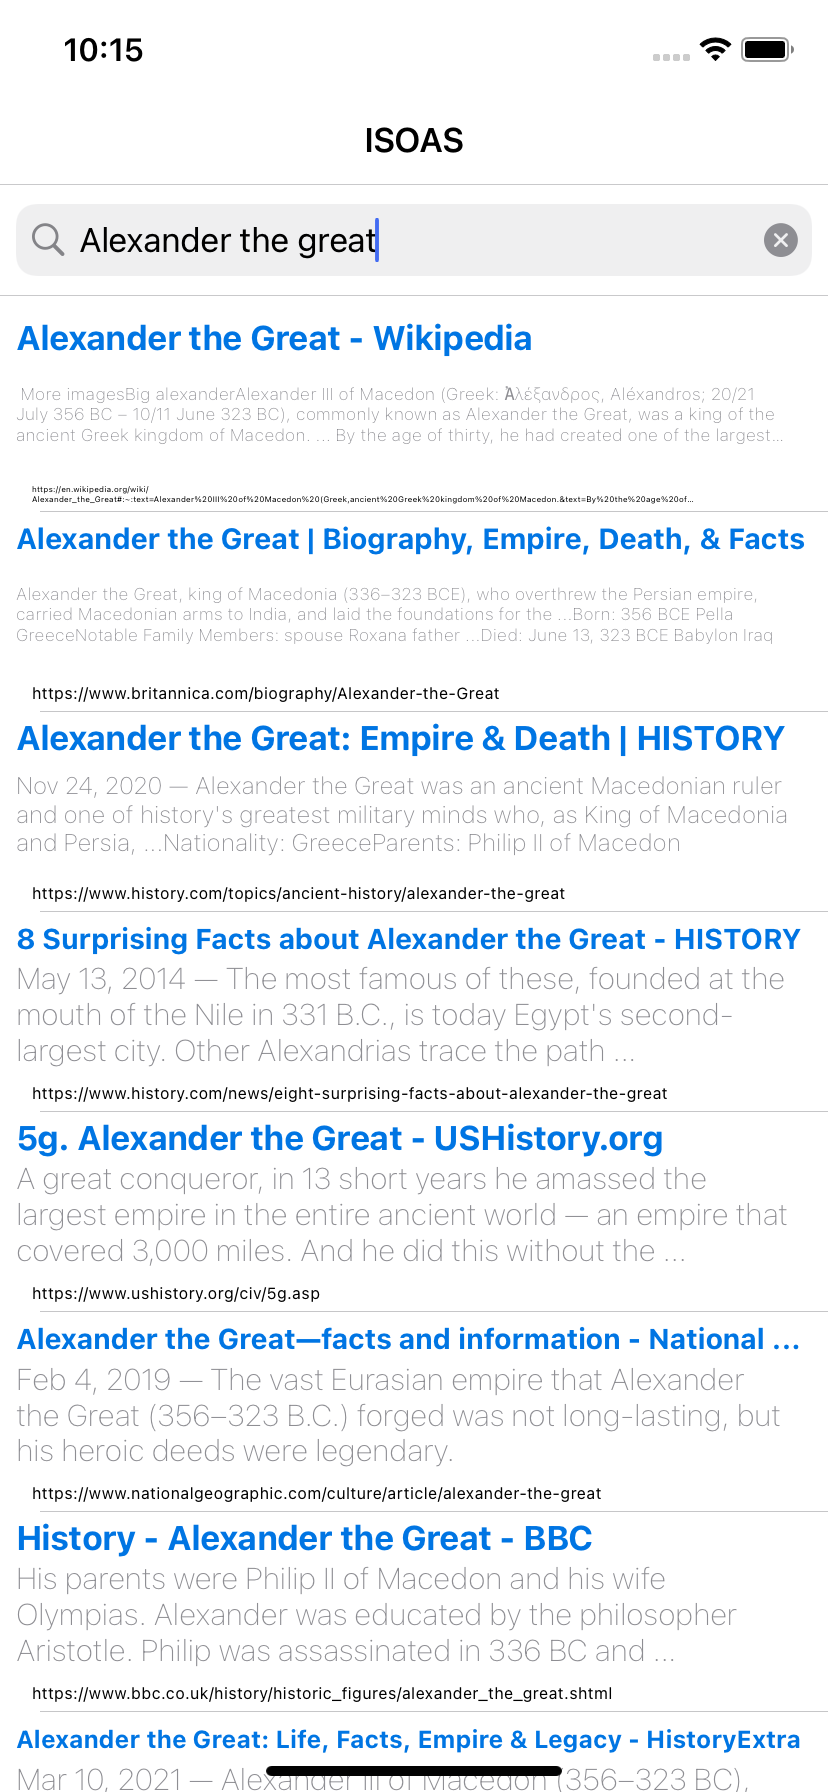 10:15
ISOAS
Alexander the great
Alexander the Great - Wikipedia
More imagesBig alexanderAlexander III of Macedon (Greek: Ἀλέξανδρος, Aléxandros; 20/21
July 356 BC – 10/11 June 323 BC), commonly known as Alexander the Great, was a king of the
ancient Greek kingdom of Macedon. ... By the age of thirty, he had created one of the largest...
https://en.wikipedia.org/wiki/
Alexander_the_Great#:~:text=Alexander%20III%20of%20Macedon%20(Greek,ancient%20Greek%20kingdom%20of%20Macedon.&text=By%20the%20age%20of...
Alexander the Great | Biography, Empire, Death, & Facts
Alexander the Great, king of Macedonia (336–323 BCE), who overthrew the Persian empire,
carried Macedonian arms to India, and laid the foundations for the ...Born: 356 BCE Pella
GreeceNotable Family Members: spouse Roxana father ...Died: June 13, 323 BCE Babylon Iraq
https://www.britannica.com/biography/Alexander-the-Great
Alexander the Great: Empire & Death | HISTORY
Nov 24, 2020 — Alexander the Great was an ancient Macedonian ruler
and one of history's greatest military minds who, as King of Macedonia
and Persia, ...Nationality: GreeceParents: Philip II of Macedon
https://www.history.com/topics/ancient-history/alexander-the-great
8 Surprising Facts about Alexander the Great - HISTORY
May 13, 2014 — The most famous of these, founded at the
mouth of the Nile in 331 B.C., is today Egypt's second-
largest city. Other Alexandrias trace the path ...
https://www.history.com/news/eight-surprising-facts-about-alexander-the-great
5g. Alexander the Great - USHistory.org
A great conqueror, in 13 short years he amassed the
largest empire in the entire ancient world — an empire that
covered 3,000 miles. And he did this without the ...
https://www.ushistory.org/civ/5g.asp
Alexander the Great—facts and information - National ...
Feb 4, 2019 — The vast Eurasian empire that Alexander
the Great (356–323 B.C.) forged was not long-lasting, but
his heroic deeds were legendary.
https://www.nationalgeographic.com/culture/article/alexander-the-great
History - Alexander the Great - BBC
His parents were Philip II of Macedon and his wife
Olympias. Alexander was educated by the philosopher
Aristotle. Philip was assassinated in 336 BC and ...
https://www.bbc.co.uk/history/historic_figures/alexander_the_great.shtml
Alexander the Great: Life, Facts, Empire & Legacy - HistoryExtra
Mar 10, 2021 — Alexander III of Macedon (356–323 BC),